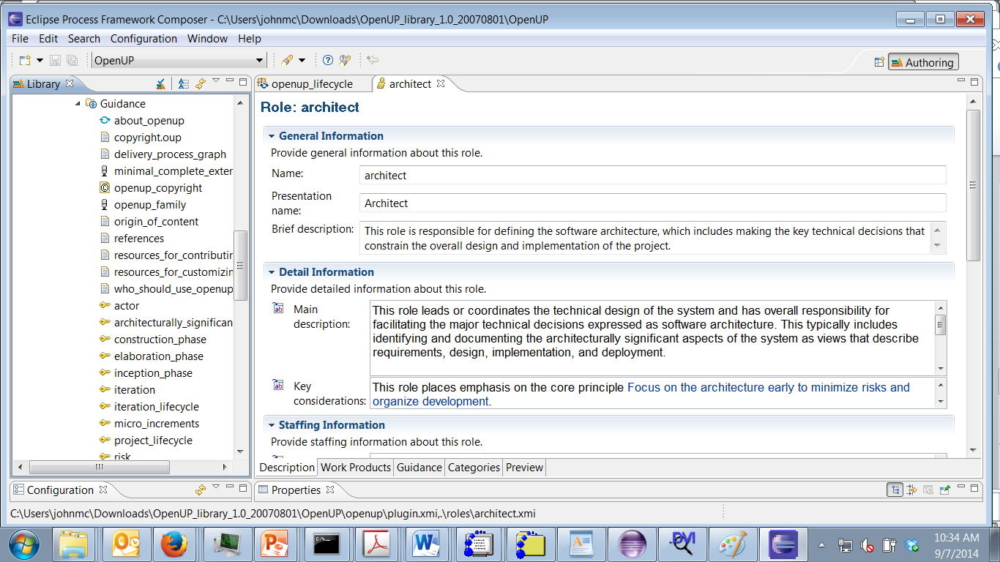 Eclipse Process Framework Composer - C:\Users\johnmc\Downloads\OpenUP_library_1.0_20070801\OpenUP
File Edit Search Configuration Window Help
OpenUP
Authoring
Library
Guidance
about_openup
copyright.oup
delivery_process_graph
minimal_complete_exter
openup_copyright
openup_family
origin_of_content
references
resources_for_contributin
resources_for_customizin
who_should_use_openup
actor
architecturally_significan
construction_phase
elaboration_phase
inception_phase
iteration
iteration_lifecycle
micro_increments
project_lifecycle
risk
Configuration
openup_lifecycle
architect
Role: architect
General Information
Provide general information about this role.
Name:
architect
Presentation
name:
Architect
Brief description:
This role is responsible for defining the software architecture, which includes making the key technical decisions that
constrain the overall design and implementation of the project.
Detail Information
Provide detailed information about this role.
Main
description:
This role leads or coordinates the technical design of the system and has overall responsibility for
facilitating the major technical decisions expressed as software architecture. This typically includes
identifying and documenting the architecturally significant aspects of the system as views that describe
requirements, design, implementation, and deployment.
Key
considerations:
This role places emphasis on the core principle Focus on the architecture early to minimize risks and
organize development.
Staffing Information
Provide staffing information about this role.
Description Work Products Guidance Categories Preview
Properties
C:\Users\johnmc\Downloads\OpenUP_library_1.0_20070801\OpenUP\openup\plugin.xmi,.\roles\architect.xmi
10:34 AM
9/7/2014